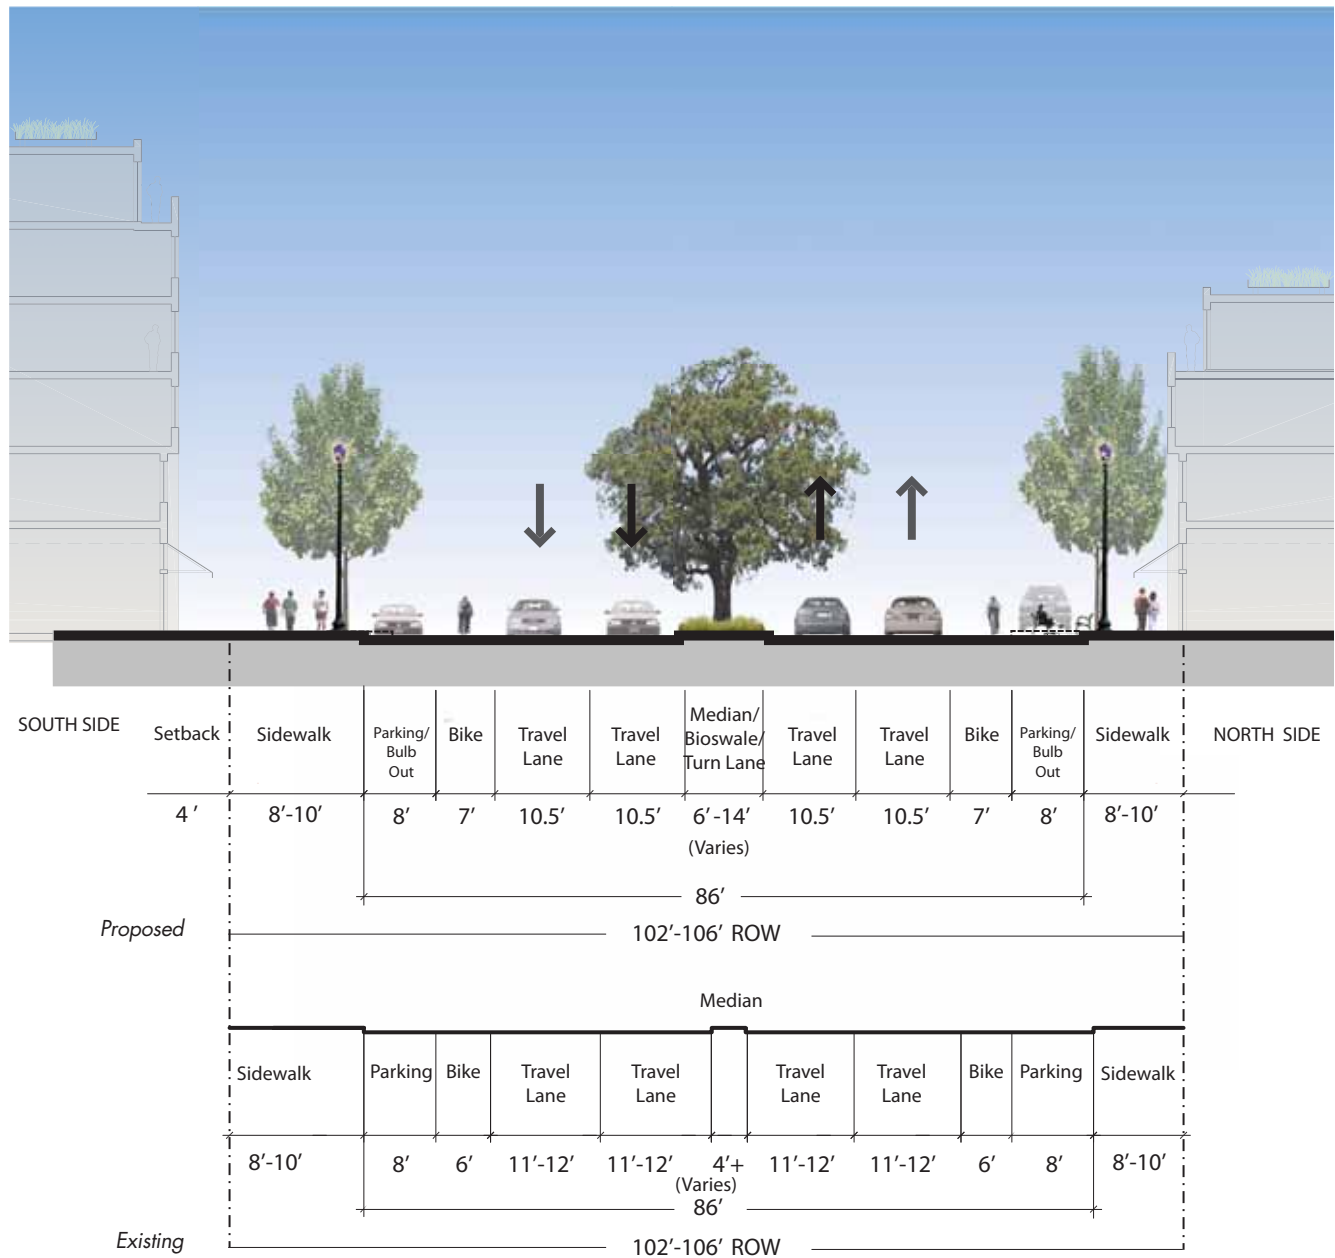 SOUTH SIDE
Setback
Sidewalk
Parking/
Bulb
Out
Bike
Travel
Lane
Travel
Lane
Median/
Bioswale/
Turn Lane
Travel
Lane
Travel
Lane
Bike
Parking/
Bulb
Out
Sidewalk
NORTH SIDE
4 ' 8'-10' 8' 7' 10.5' 10.5' 6'-14' 10.5' 10.5' 7' 8' 8'-10'
(Varies)
86'
Proposed
102'-106' ROW
Median
Sidewalk
Parking
Bike
Travel
Lane
Travel
Lane
Travel
Lane
Travel
Lane
Bike
Parking
Sidewalk
8'-10' 8' 6' 11'-12' 11'-12' 4'+ 11'-12' 11'-12' 6' 8' 8'-10'
(Varies)
86'
Existing
102'-106' ROW